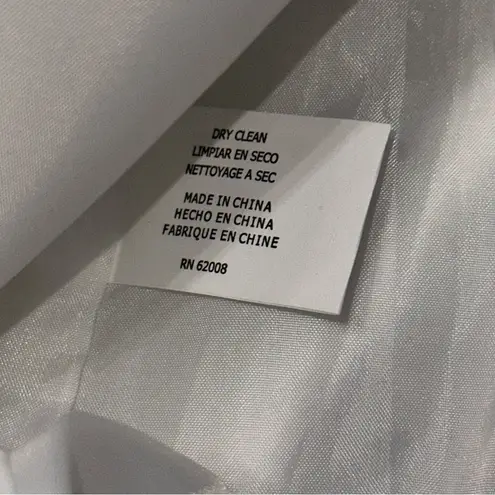 DRY CLEAN
LIMPIAR EN SECO
NETTOYAGE A SEC
MADE IN CHINA
HECHO EN CHINA
FABRIQUE EN CHINE
RN 62008